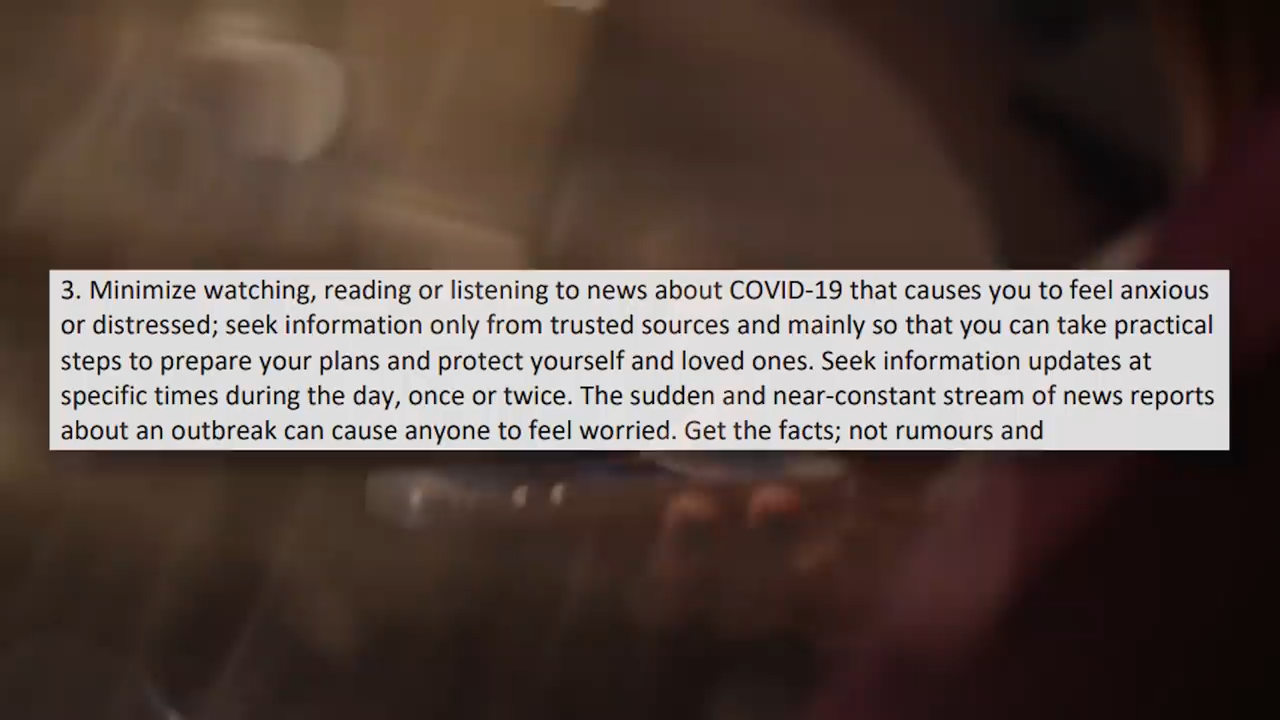 3. Minimize watching, reading or listening to news about COVID-19 that causes you to feel anxious
or distressed; seek information only from trusted sources and mainly so that you can take practical
steps to prepare your plans and protect yourself and loved ones. Seek information updates at
specific times during the day, once or twice. The sudden and near-constant stream of news reports
about an outbreak can cause anyone to feel worried. Get the facts; not rumours and